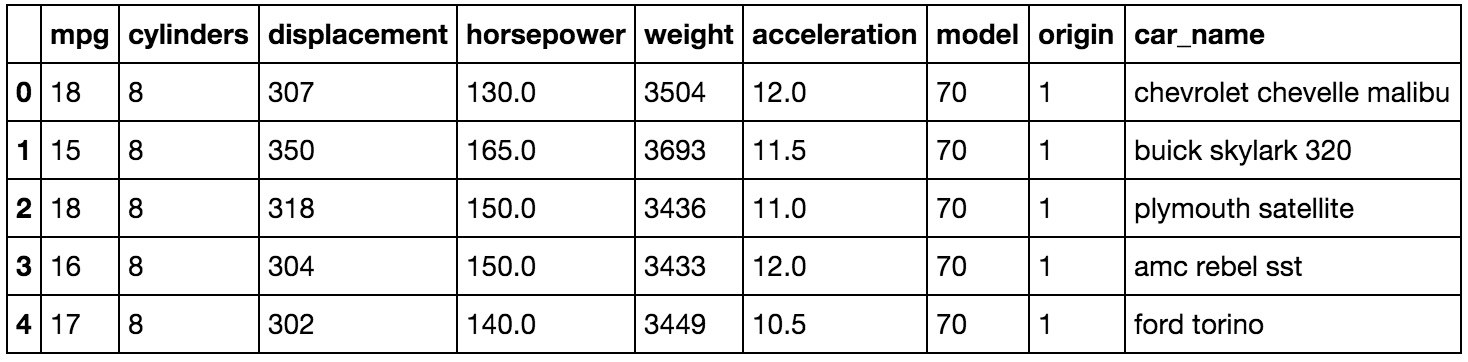 mpg cylinders displacement horsepower weight acceleration model origin car_name
0 18 8 307 130.0 3504 12.0 70 1 chevrolet chevelle malibu
1 15 8 350 165.0 3693 11.5 70 1 buick skylark 320
2 18 8 318 150.0 3436 11.0 70 1 plymouth satellite
3 16 8 304 150.0 3433 12.0 70 1 amc rebel sst
4 17 8 302 140.0 3449 10.5 70 1 ford torino